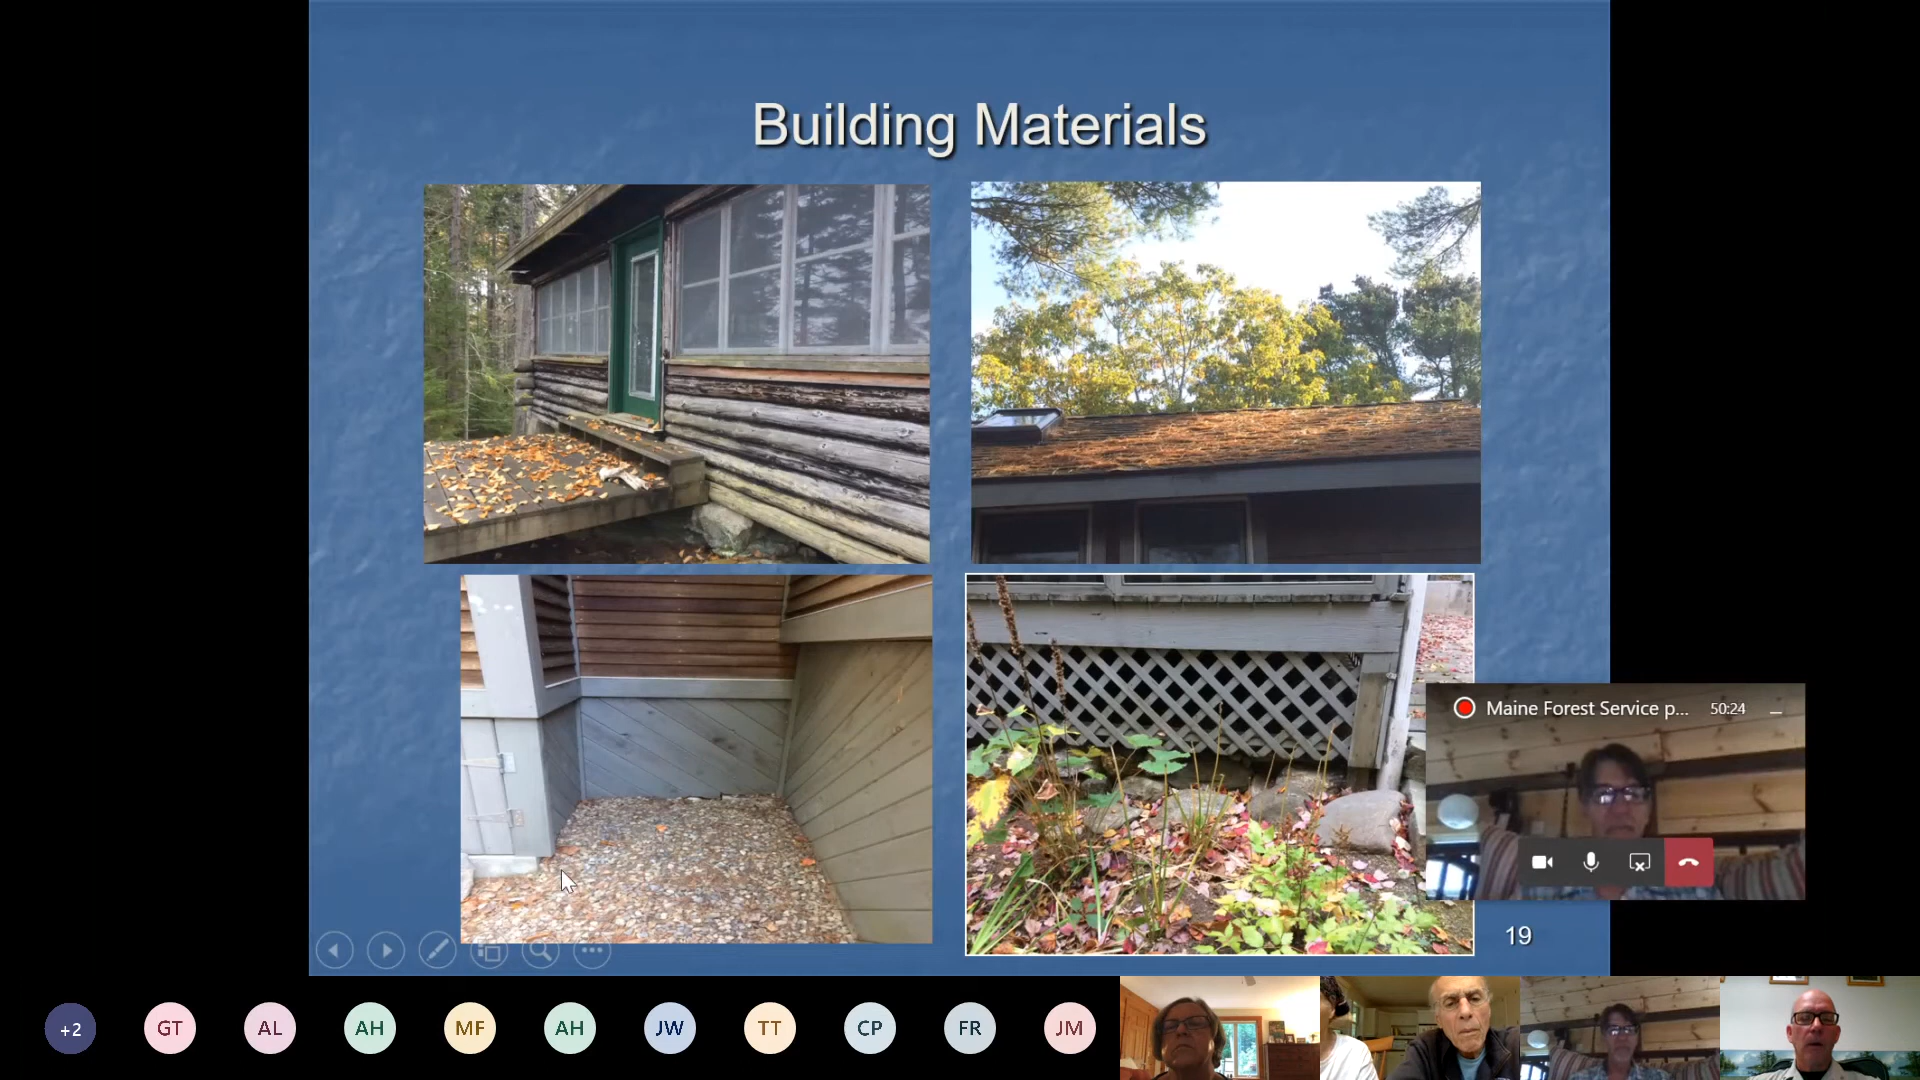 Building Materials
Maine Forest Service p... 50:24
19
+2 GT AL AH MF AH JW TT CP FR JM